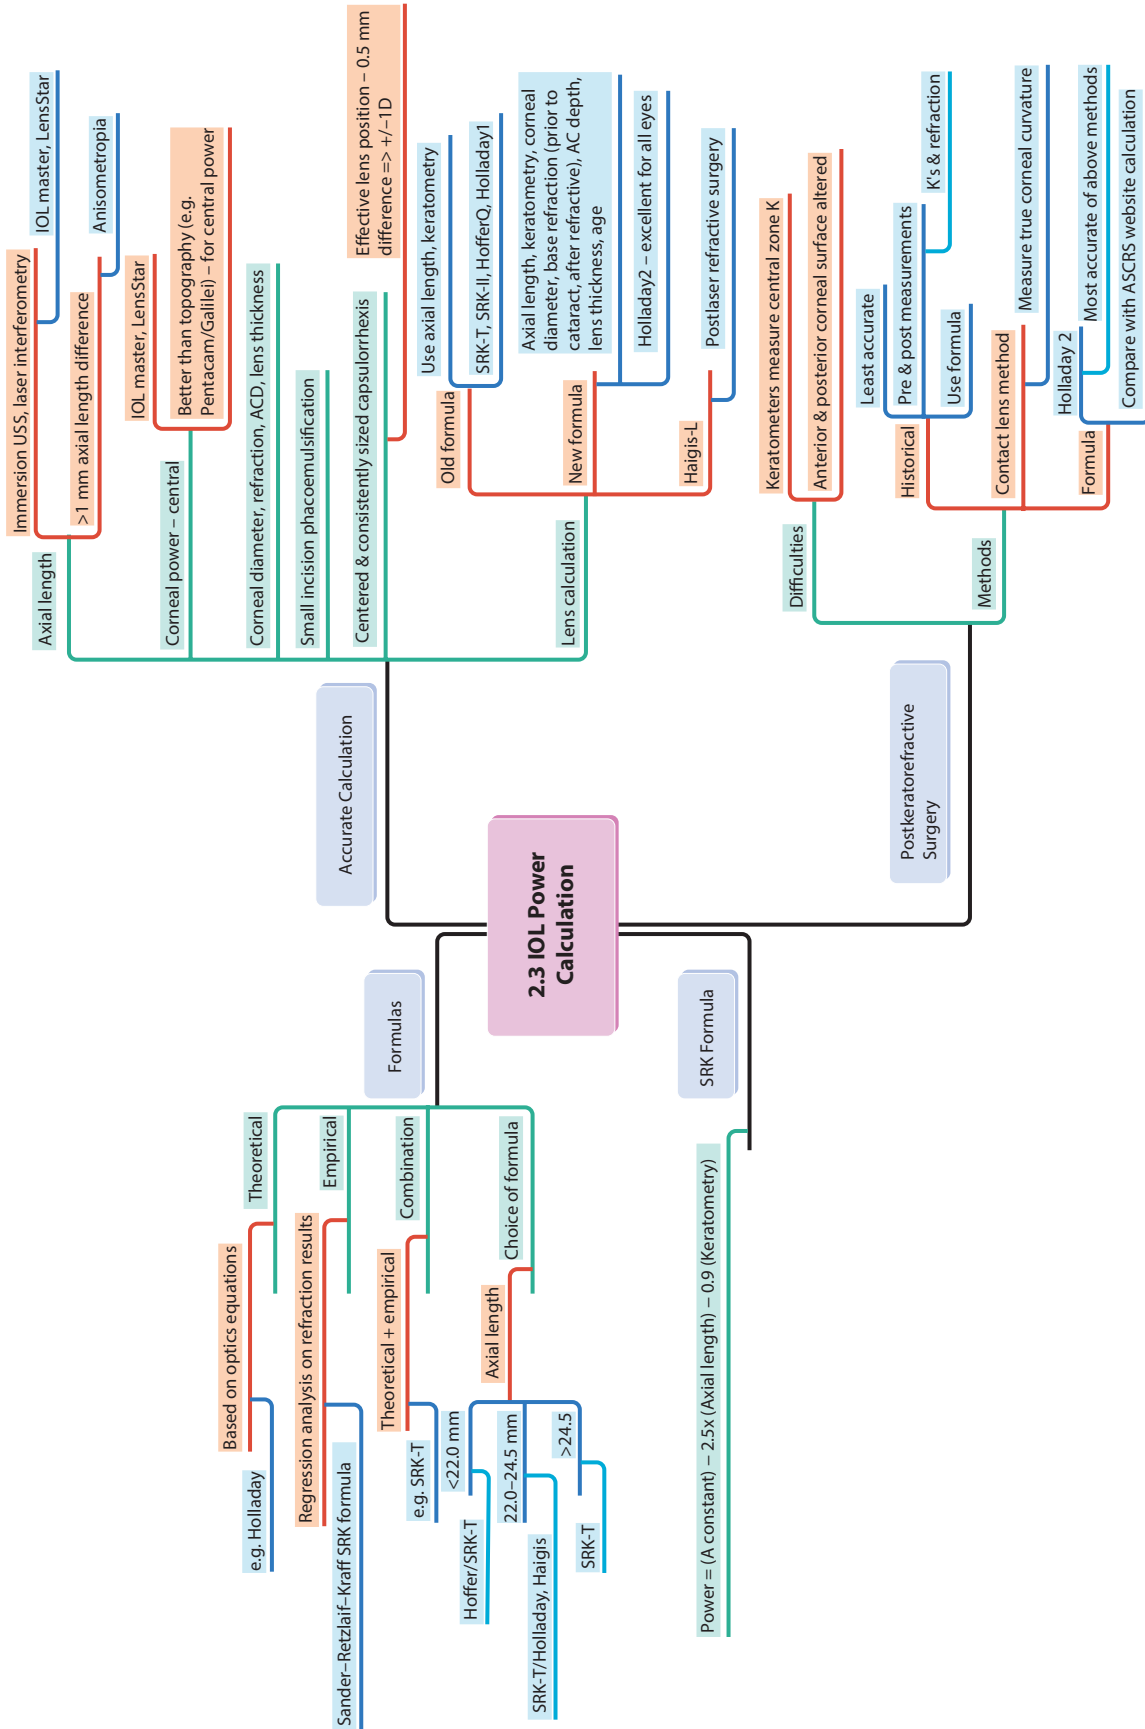 2.3 IOL Power
Calculation
Formulas
Theoretical
Based on optics equations
e.g. Holladay
Empirical
Regression analysis on refraction results
Sander–Retzlaif–Kraff SRK formula
Combination
Theoretical + empirical
e.g. SRK-T
Choice of formula
Axial length
<22.0 mm
Hoffer/SRK-T
22.0–24.5 mm
SRK-T/Holladay, Haigis
>24.5
SRK-T
SRK Formula
Power = (A constant) – 2.5x (Axial length) – 0.9 (Keratometry)
Accurate Calculation
Axial length
Immersion USS, laser interferometry
IOL master, LensStar
>1 mm axial length difference
Anisometropia
Corneal power – central
IOL master, LensStar
Better than topography (e.g.
Pentacam/Galilei) – for central power
Corneal diameter, refraction, ACD, lens thickness
Small incision phacoemulsification
Centered & consistently sized capsulorrhexis
Effective lens position – 0.5 mm
difference => +/–1D
Lens calculation
Old formula
Use axial length, keratometry
SRK-T, SRK-II, HofferQ, Holladay1
New formula
Axial length, keratometry, corneal
diameter, base refraction (prior to
cataract, after refractive), AC depth,
lens thickness, age
Holladay2 – excellent for all eyes
Haigis-L
Postlaser refractive surgery
Postkeratorefractive
Surgery
Difficulties
Keratometers measure central zone K
Anterior & posterior corneal surface altered
Methods
Historical
Least accurate
Pre & post measurements
K's & refraction
Use formula
Contact lens method
Measure true corneal curvature
Formula
Holladay 2
Most accurate of above methods
Compare with ASCRS website calculation